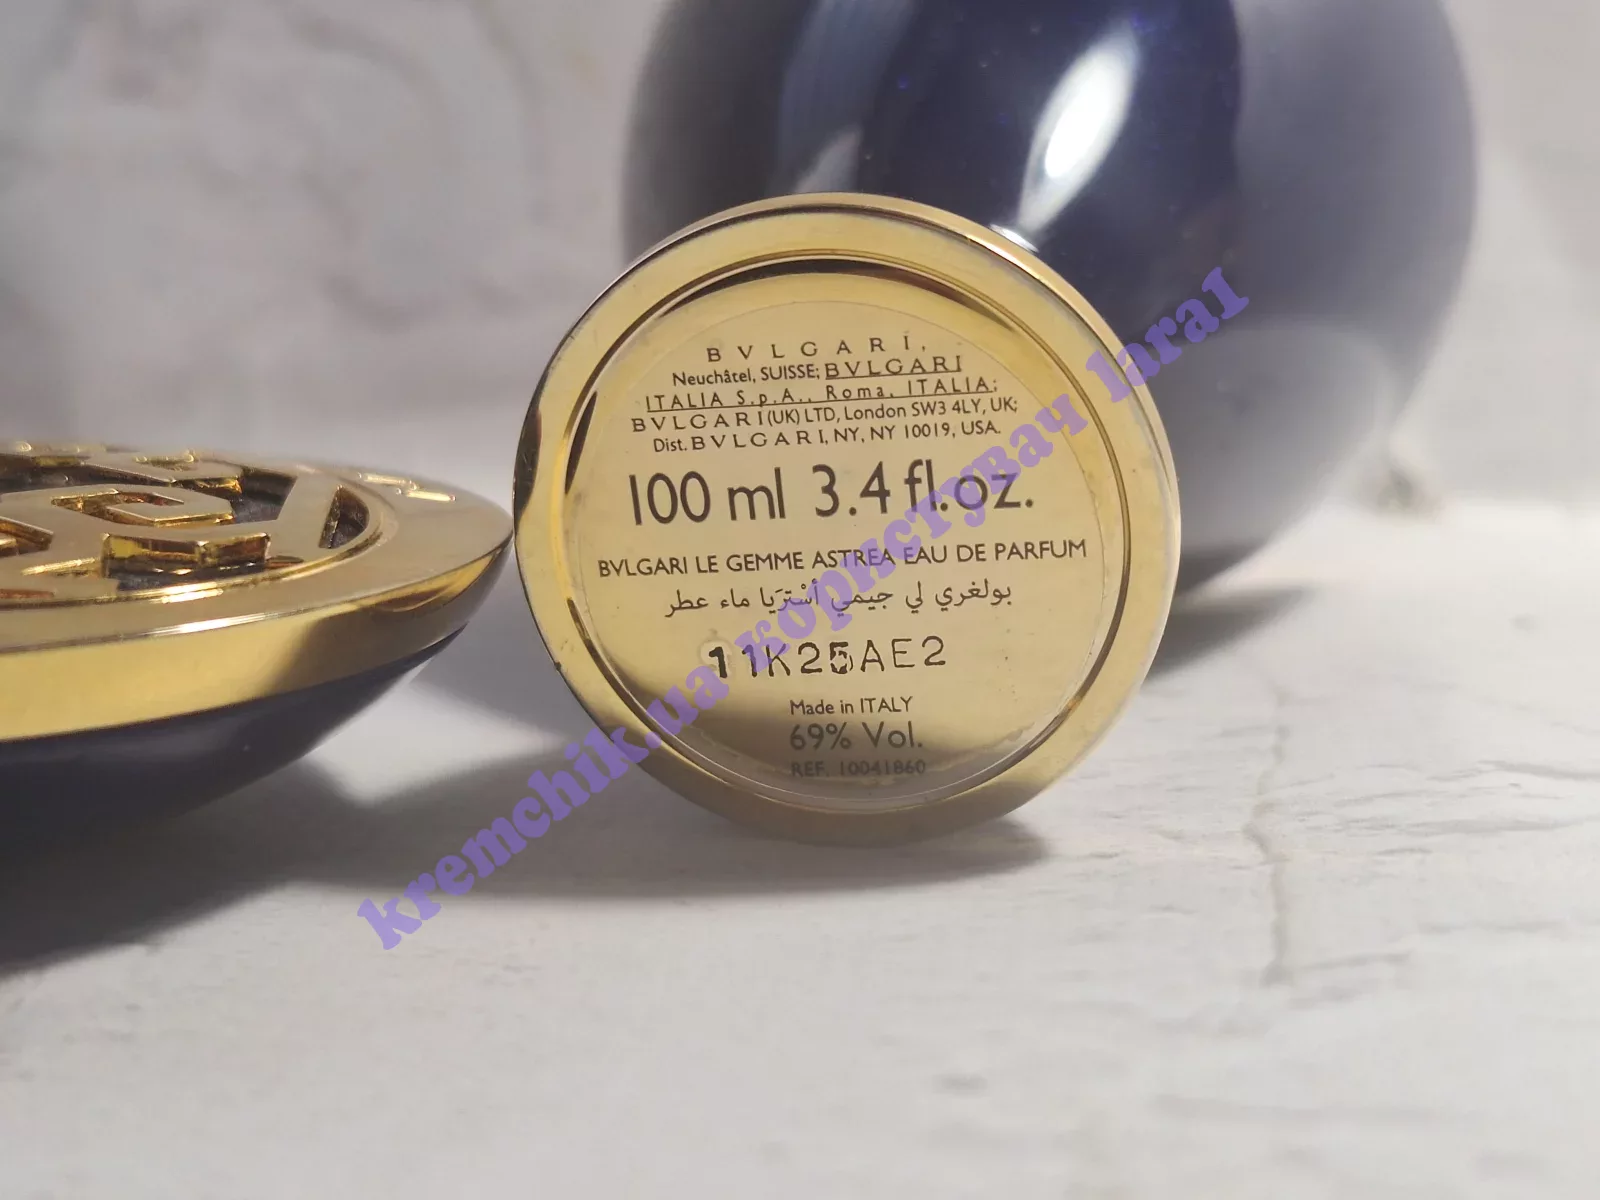 BVLGARI,
Neuchâtel, SUISSE; BVLGARI
ITALIA S.p.A., Roma, ITALIA;
BVLGARI (UK) LTD, London SW3 4LY, UK;
Dist. BVLGARI, NY, NY 10019, USA.
100 ml 3.4 fl.oz.
BVLGARI LE GEMME ASTREA EAU DE PARFUM
بولغري لي جيمي أَسْتْرَيا ماء عطر
11K25AE2
Made in ITALY
69% Vol.
REF. 10041860
kremchik.ua користувач lara1